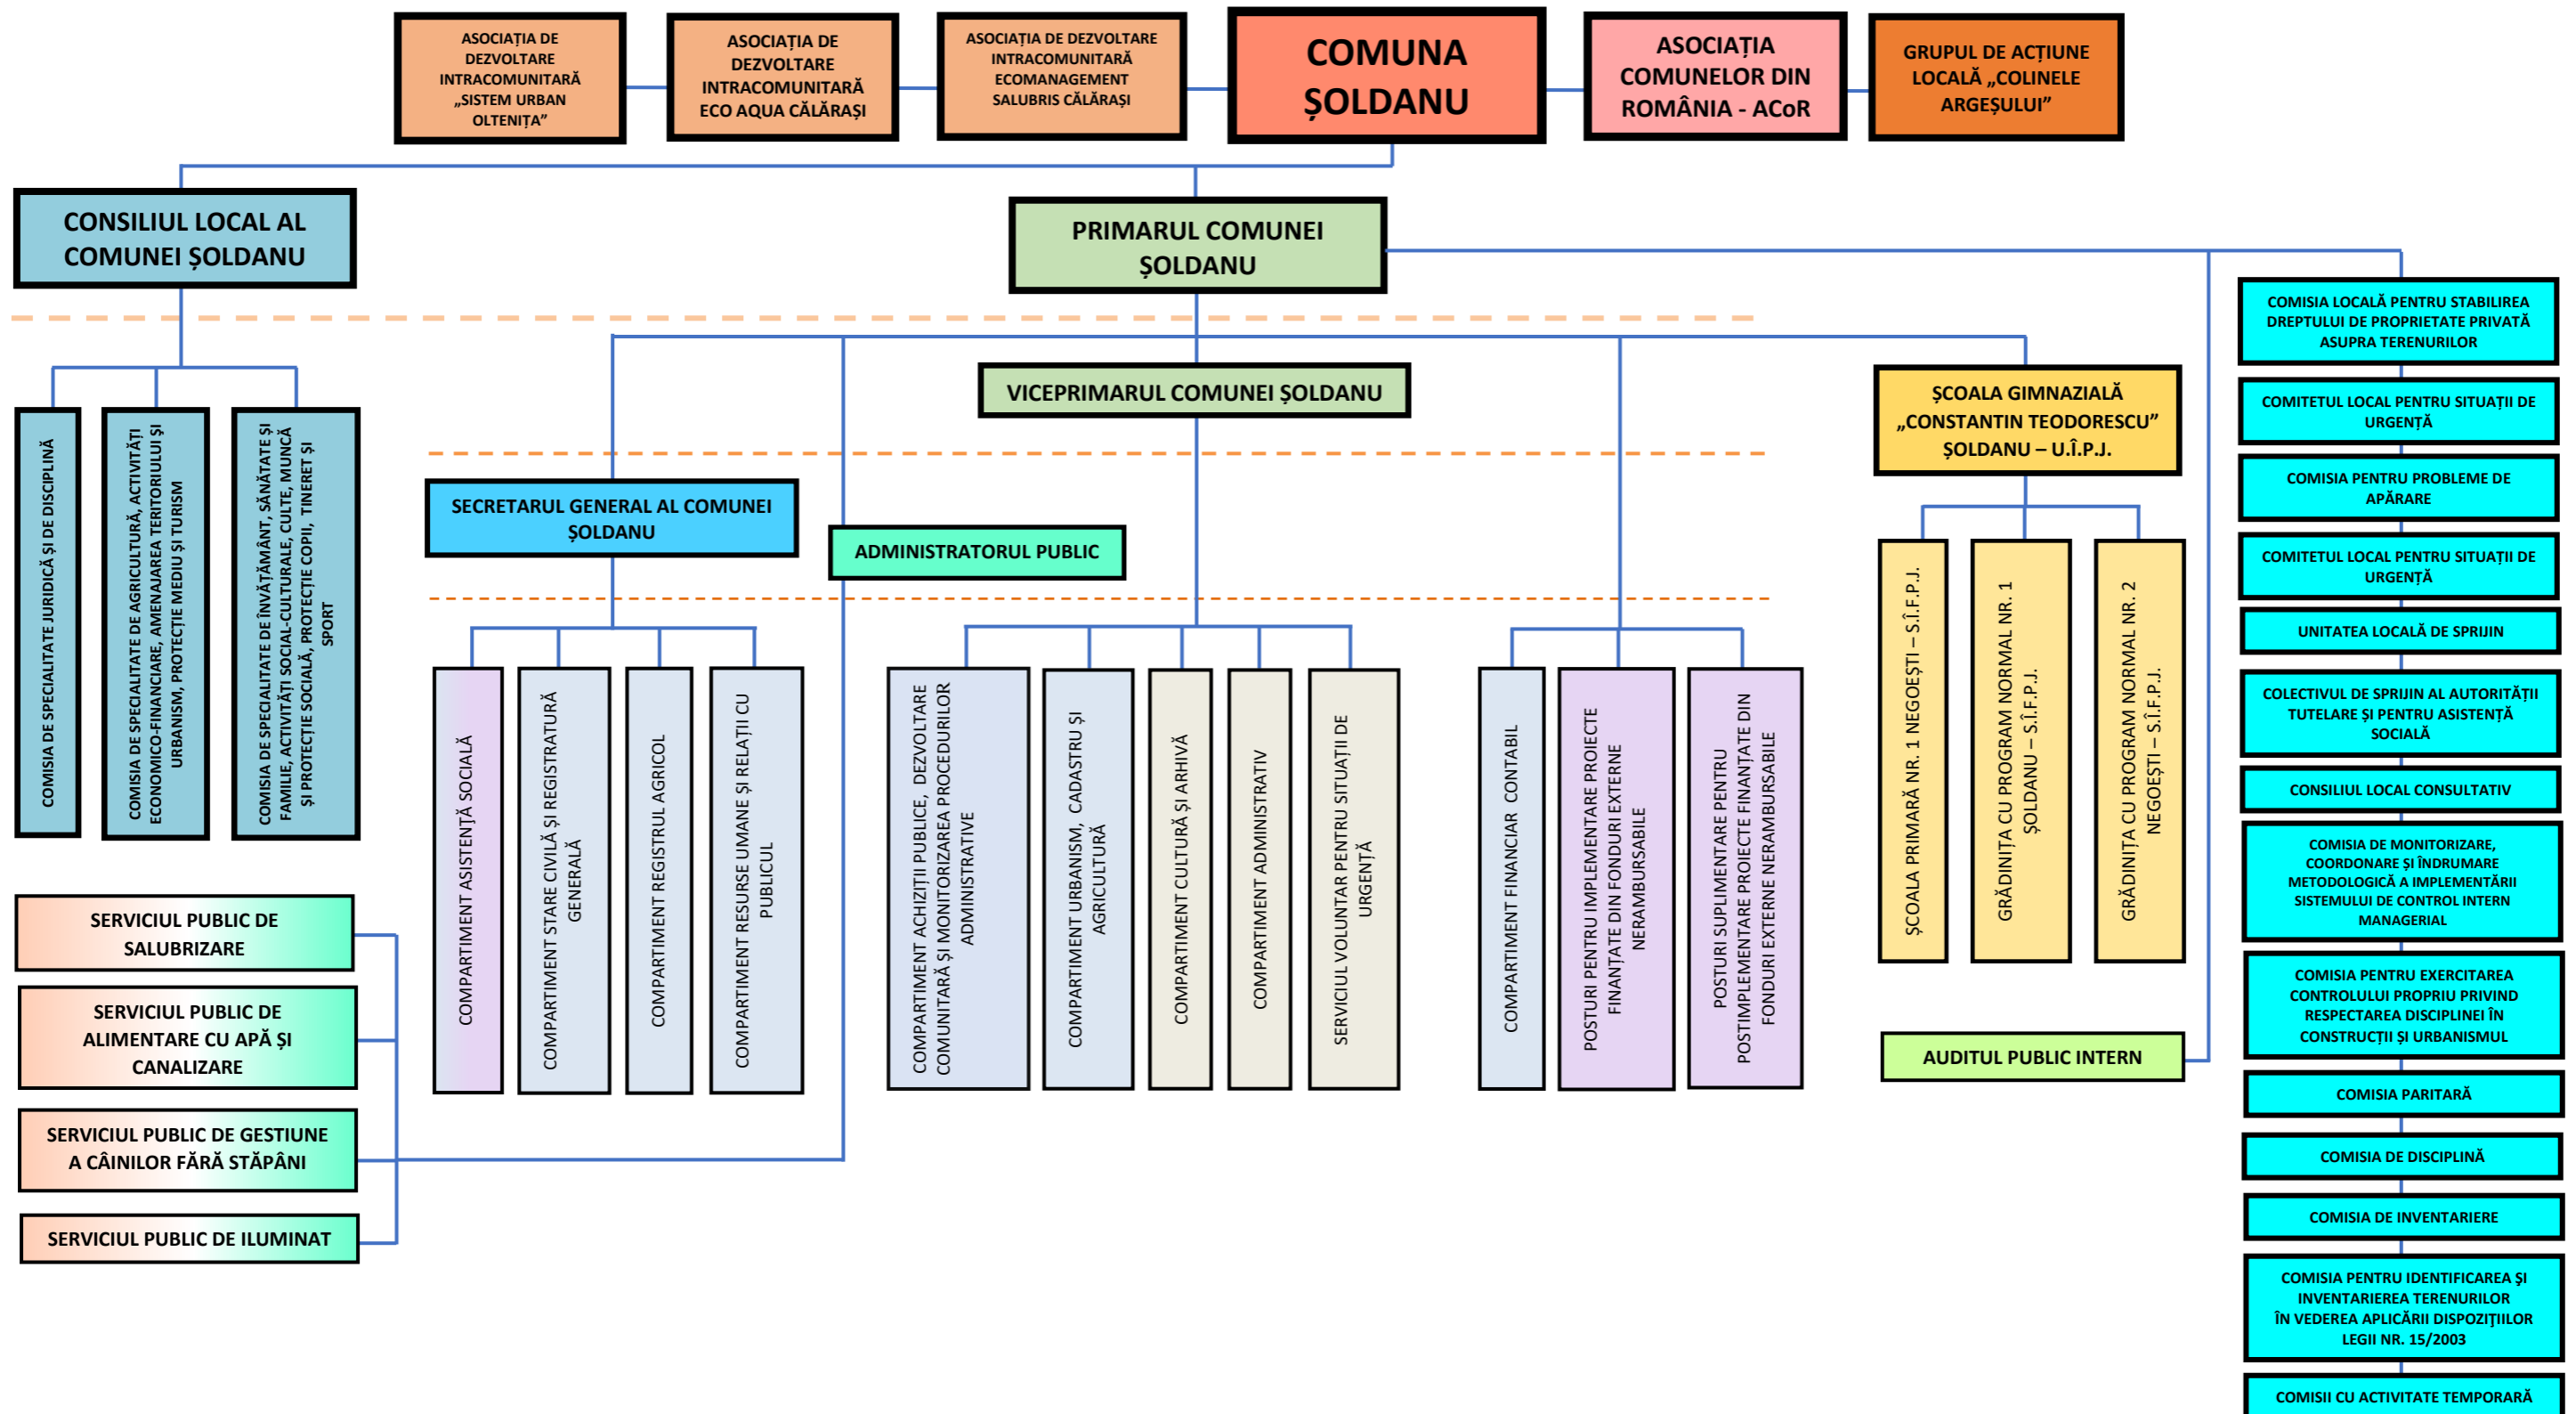 ASOCIAȚIA DE
DEZVOLTARE
INTRACOMUNITARĂ
„SISTEM URBAN
OLTENIȚA”
ASOCIAȚIA DE
DEZVOLTARE
INTRACOMUNITARĂ
ECO AQUA CĂLĂRAȘI
ASOCIAȚIA DE DEZVOLTARE
INTRACOMUNITARĂ
ECOMANAGEMENT
SALUBRIS CĂLĂRAȘI
COMUNA
ȘOLDANU
ASOCIAȚIA
COMUNELOR DIN
ROMÂNIA - ACoR
GRUPUL DE ACȚIUNE
LOCALĂ „COLINELE
ARGEȘULUI”
CONSILIUL LOCAL AL
COMUNEI ȘOLDANU
PRIMARUL COMUNEI
ȘOLDANU
VICEPRIMARUL COMUNEI ȘOLDANU
ȘCOALA GIMNAZIALĂ
„CONSTANTIN TEODORESCU”
ȘOLDANU – U.Î.P.J.
SECRETARUL GENERAL AL COMUNEI
ȘOLDANU
ADMINISTRATORUL PUBLIC
COMISIA DE SPECIALITATE JURIDICĂ ȘI DE DISCIPLINĂ
COMISIA DE SPECIALITATE DE AGRICULTURĂ, ACTIVITĂȚI
ECONOMICO-FINANCIARE, AMENAJAREA TERITORIULUI ȘI
URBANISM, PROTECȚIE MEDIU ȘI TURISM
COMISIA DE SPECIALITATE DE ÎNVĂȚĂMÂNT, SĂNĂTATE ȘI
FAMILIE, ACTIVITĂȚI SOCIAL-CULTURALE, CULTE, MUNCĂ
ȘI PROTECȚIE SOCIALĂ, PROTECȚIE COPII, TINERET ȘI
SPORT
SERVICIUL PUBLIC DE
SALUBRIZARE
SERVICIUL PUBLIC DE
ALIMENTARE CU APĂ ȘI
CANALIZARE
SERVICIUL PUBLIC DE GESTIUNE
A CÂINILOR FĂRĂ STĂPÂNI
SERVICIUL PUBLIC DE ILUMINAT
COMPARTIMENT ASISTENȚĂ SOCIALĂ
COMPARTIMENT STARE CIVILĂ ȘI REGISTRATURĂ
GENERALĂ
COMPARTIMENT REGISTRUL AGRICOL
COMPARTIMENT RESURSE UMANE ȘI RELAȚII CU
PUBLICUL
COMPARTIMENT ACHIZIȚII PUBLICE, DEZVOLTARE
COMUNITARĂ ȘI MONITORIZAREA PROCEDURILOR
ADMINISTRATIVE
COMPARTIMENT URBANISM, CADASTRU ȘI
AGRICULTURĂ
COMPARTIMENT CULTURĂ ȘI ARHIVĂ
COMPARTIMENT ADMINISTRATIV
SERVICIUL VOLUNTAR PENTRU SITUAȚII DE
URGENȚĂ
COMPARTIMENT FINANCIAR CONTABIL
POSTURI PENTRU IMPLEMENTARE PROIECTE
FINANȚATE DIN FONDURI EXTERNE
NERAMBURSABILE
POSTURI SUPLIMENTARE PENTRU
POSTIMPLEMENTARE PROIECTE FINANȚATE DIN
FONDURI EXTERNE NERAMBURSABILE
ȘCOALA PRIMARĂ NR. 1 NEGOEȘTI – S.Î.F.P.J.
GRĂDINIȚA CU PROGRAM NORMAL NR. 1
ȘOLDANU – S.Î.F.P.J.
GRĂDINIȚA CU PROGRAM NORMAL NR. 2
NEGOEȘTI – S.Î.F.P.J.
AUDITUL PUBLIC INTERN
COMISIA LOCALĂ PENTRU STABILIREA
DREPTULUI DE PROPRIETATE PRIVATĂ
ASUPRA TERENURILOR
COMITETUL LOCAL PENTRU SITUAȚII DE
URGENȚĂ
COMISIA PENTRU PROBLEME DE
APĂRARE
COMITETUL LOCAL PENTRU SITUAȚII DE
URGENȚĂ
UNITATEA LOCALĂ DE SPRIJIN
COLECTIVUL DE SPRIJIN AL AUTORITĂȚII
TUTELARE ȘI PENTRU ASISTENȚĂ
SOCIALĂ
CONSILIUL LOCAL CONSULTATIV
COMISIA DE MONITORIZARE,
COORDONARE ȘI ÎNDRUMARE
METODOLOGICĂ A IMPLEMENTĂRII
SISTEMULUI DE CONTROL INTERN
MANAGERIAL
COMISIA PENTRU EXERCITAREA
CONTROLULUI PROPRIU PRIVIND
RESPECTAREA DISCIPLINEI ÎN
CONSTRUCȚII ȘI URBANISMUL
COMISIA PARITARĂ
COMISIA DE DISCIPLINĂ
COMISIA DE INVENTARIERE
COMISIA PENTRU IDENTIFICAREA ŞI
INVENTARIEREA TERENURILOR
ÎN VEDEREA APLICĂRII DISPOZIŢIILOR
LEGII NR. 15/2003
COMISII CU ACTIVITATE TEMPORARĂ